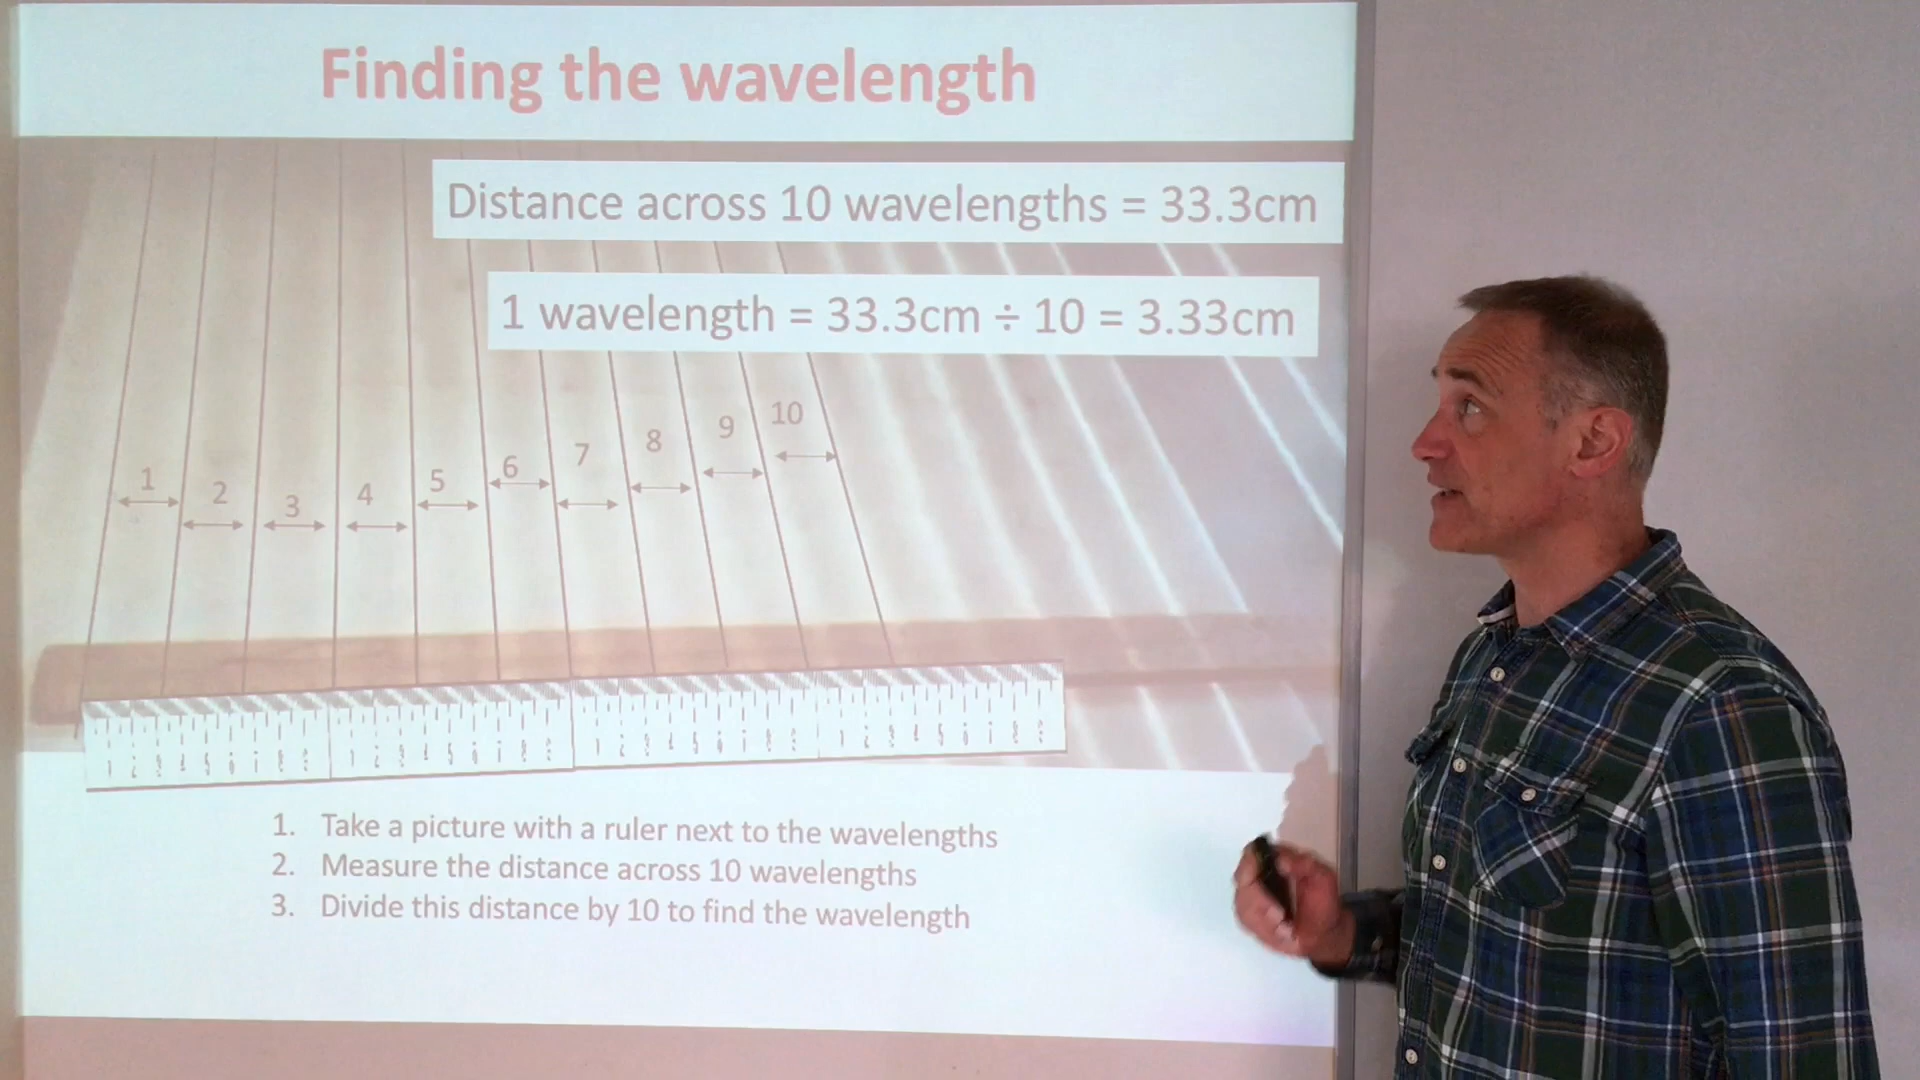 Finding the wavelength
Distance across 10 wavelengths = 33.3cm
1 wavelength = 33.3cm ÷ 10 = 3.33cm
1 2 3 4 5 6 7 8 9 10
1. Take a picture with a ruler next to the wavelengths
2. Measure the distance across 10 wavelengths
3. Divide this distance by 10 to find the wavelength